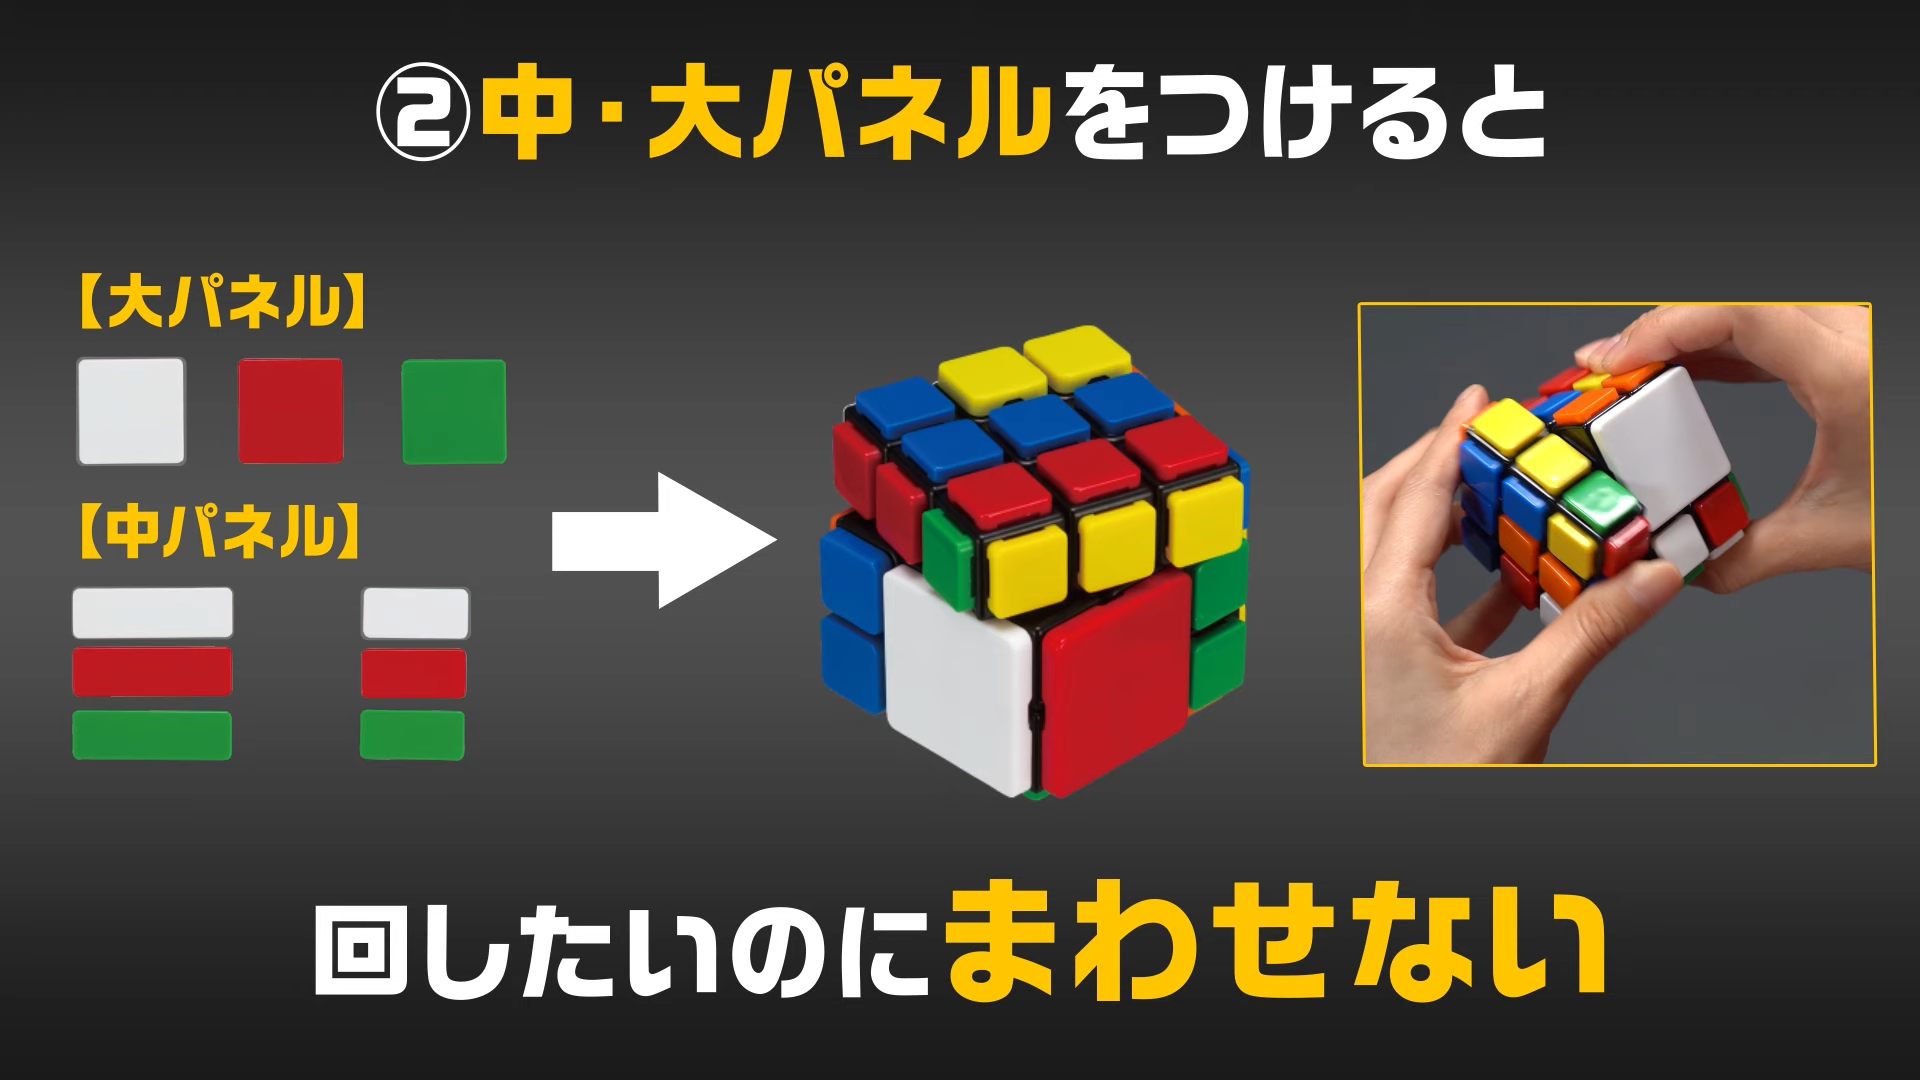 ②中・大パネルをつけると
【大パネル】
【中パネル】
回したいのにまわせない